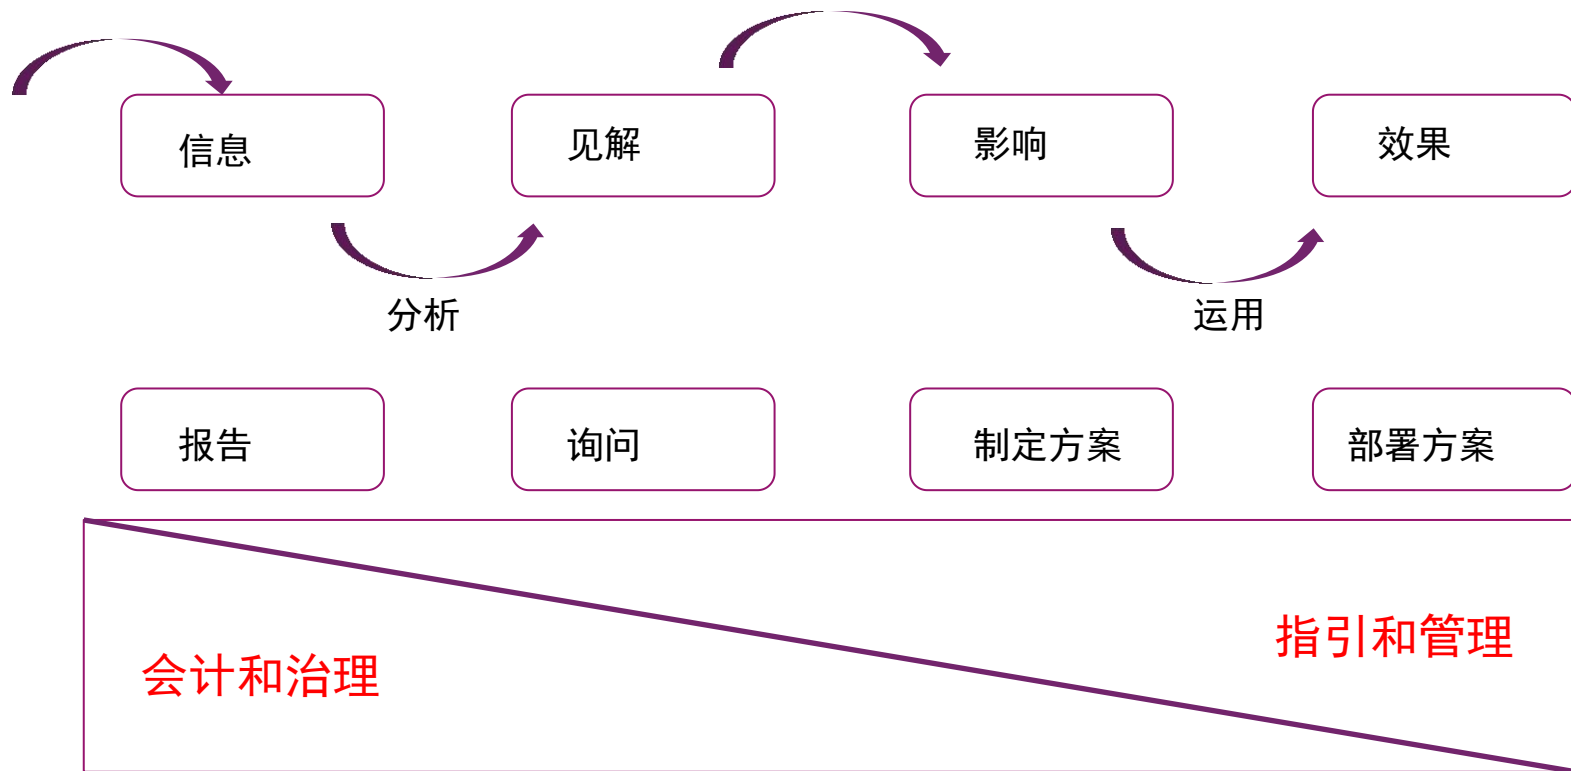 信息
见解
影响
效果
分析
运用
报告
询问
制定方案
部署方案
指引和管理
会计和治理